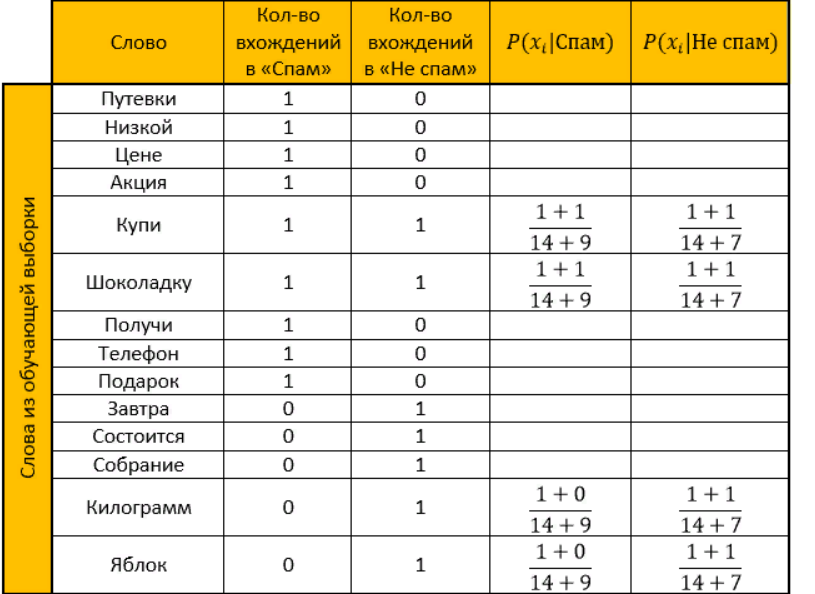 Слово Кол-во вхождений в «Спам» Кол-во вхождений в «Не спам» P(xᵢ|Спам) P(xᵢ|Не спам)
Слова из обучающей выборки
Путевки 1 0
Низкой 1 0
Цене 1 0
Акция 1 0
Купи 1 1 (1 + 1)/(14 + 9) (1 + 1)/(14 + 7)
Шоколадку 1 1 (1 + 1)/(14 + 9) (1 + 1)/(14 + 7)
Получи 1 0
Телефон 1 0
Подарок 1 0
Завтра 0 1
Состоится 0 1
Собрание 0 1
Килограмм 0 1 (1 + 0)/(14 + 9) (1 + 1)/(14 + 7)
Яблок 0 1 (1 + 0)/(14 + 9) (1 + 1)/(14 + 7)